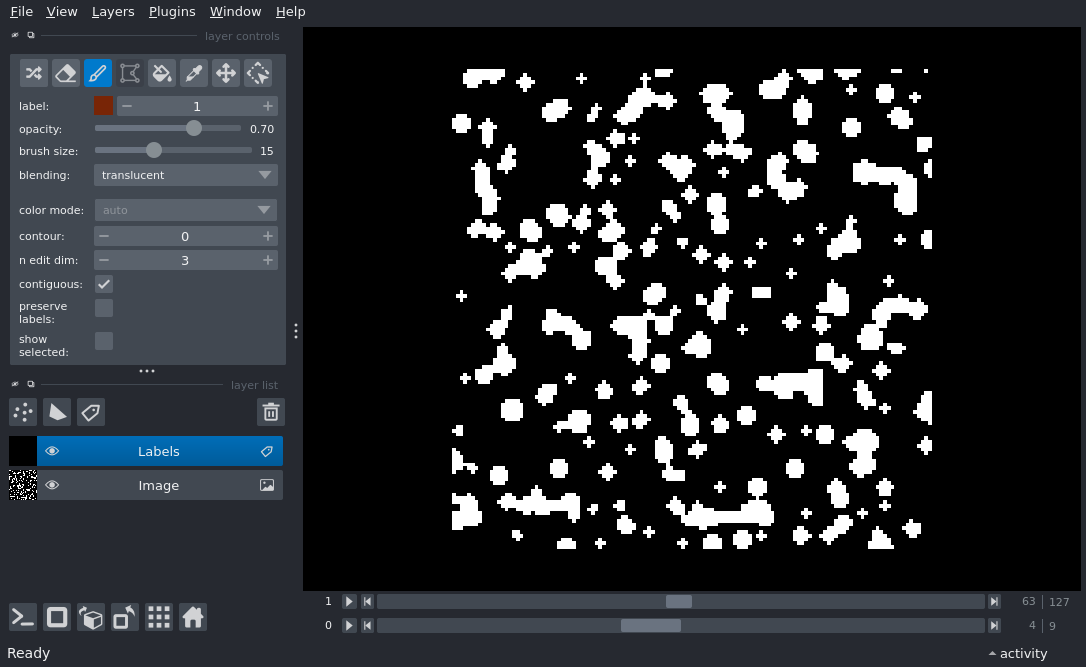 File View Layers Plugins Window Help
layer controls
label: 1
opacity: 0.70
brush size: 15
blending: translucent
color mode: auto
contour: 0
n edit dim: 3
contiguous:
preserve
labels:
show
selected:
layer list
Labels
Image
1 63 127
0 4 9
Ready activity